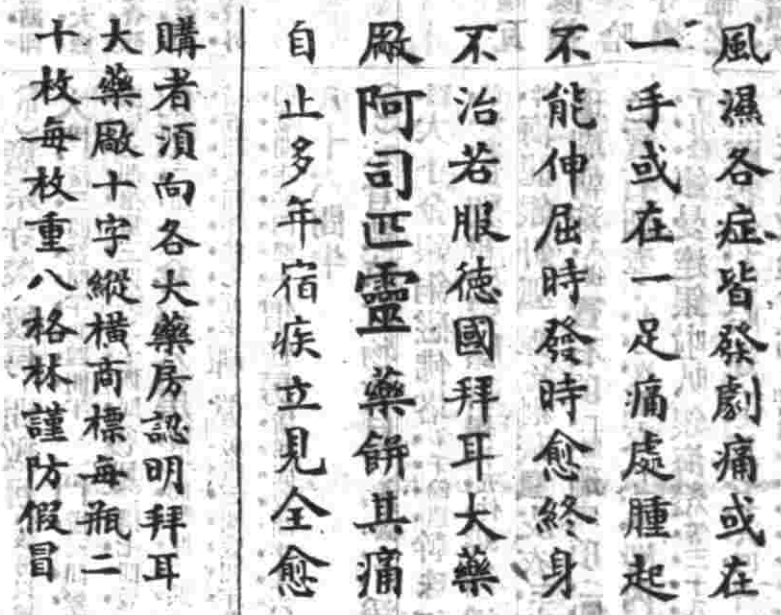 風濕各症皆發劇痛或在
一手或在一足痛處腫起
不能伸屈時發時愈終身
不治若服德國拜耳大藥
厰阿司匹靈藥餅其痛
自止多年宿疾立見全愈
購者須向各大藥房認明拜耳
大藥厰十字縱橫商標每瓶二
十枚每枚重八格林謹防假冒